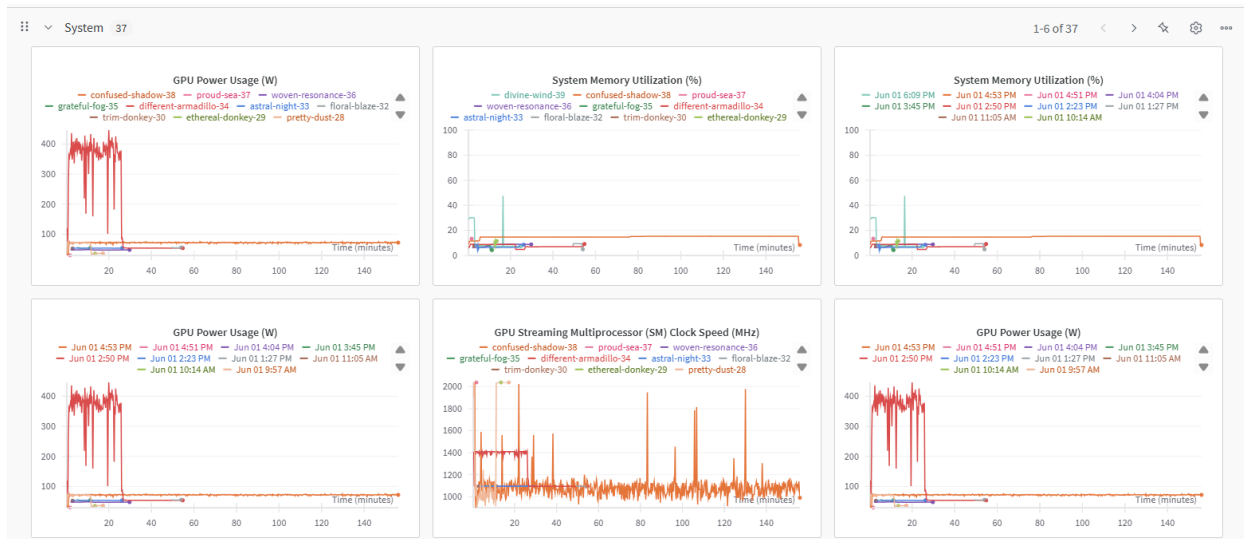 System 37
1-6 of 37
GPU Power Usage (W)
confused-shadow-38 proud-sea-37 woven-resonance-36
grateful-fog-35 different-armadillo-34 astral-night-33 floral-blaze-32
trim-donkey-30 ethereal-donkey-29 pretty-dust-28
400
300
200
100
Time (minutes)
20 40 60 80 100 120 140
System Memory Utilization (%)
divine-wind-39 confused-shadow-38 proud-sea-37
woven-resonance-36 grateful-fog-35 different-armadillo-34
astral-night-33 floral-blaze-32 trim-donkey-30 ethereal-donkey-29
100
80
60
40
20
0
Time (minutes)
20 40 60 80 100 120 140
System Memory Utilization (%)
Jun 01 6:09 PM Jun 01 4:53 PM Jun 01 4:51 PM Jun 01 4:04 PM
Jun 01 3:45 PM Jun 01 2:50 PM Jun 01 2:23 PM Jun 01 1:27 PM
Jun 01 11:05 AM Jun 01 10:14 AM
100
80
60
40
20
0
Time (minutes)
20 40 60 80 100 120 140
GPU Power Usage (W)
Jun 01 4:53 PM Jun 01 4:51 PM Jun 01 4:04 PM Jun 01 3:45 PM
Jun 01 2:50 PM Jun 01 2:23 PM Jun 01 1:27 PM Jun 01 11:05 AM
Jun 01 10:14 AM Jun 01 9:57 AM
400
300
200
100
Time (minutes)
20 40 60 80 100 120 140
GPU Streaming Multiprocessor (SM) Clock Speed (MHz)
confused-shadow-38 proud-sea-37 woven-resonance-36
grateful-fog-35 different-armadillo-34 astral-night-33 floral-blaze-32
trim-donkey-30 ethereal-donkey-29 pretty-dust-28
2000
1800
1600
1400
1200
1000
Time (minutes)
20 40 60 80 100 120 140
GPU Power Usage (W)
Jun 01 4:53 PM Jun 01 4:51 PM Jun 01 4:04 PM Jun 01 3:45 PM
Jun 01 2:50 PM Jun 01 2:23 PM Jun 01 1:27 PM Jun 01 11:05 AM
Jun 01 10:14 AM Jun 01 9:57 AM
400
300
200
100
Time (minutes)
20 40 60 80 100 120 140